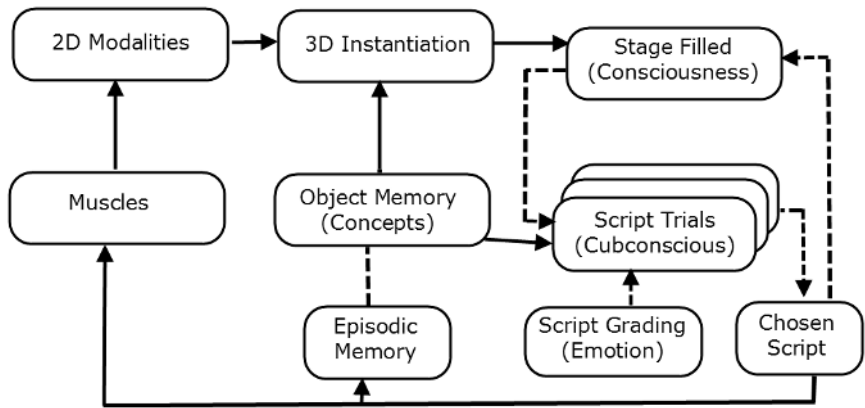 2D Modalities
3D Instantiation
Stage Filled
(Consciousness)
Muscles
Object Memory
(Concepts)
Script Trials
(Cubconscious)
Episodic
Memory
Script Grading
(Emotion)
Chosen
Script